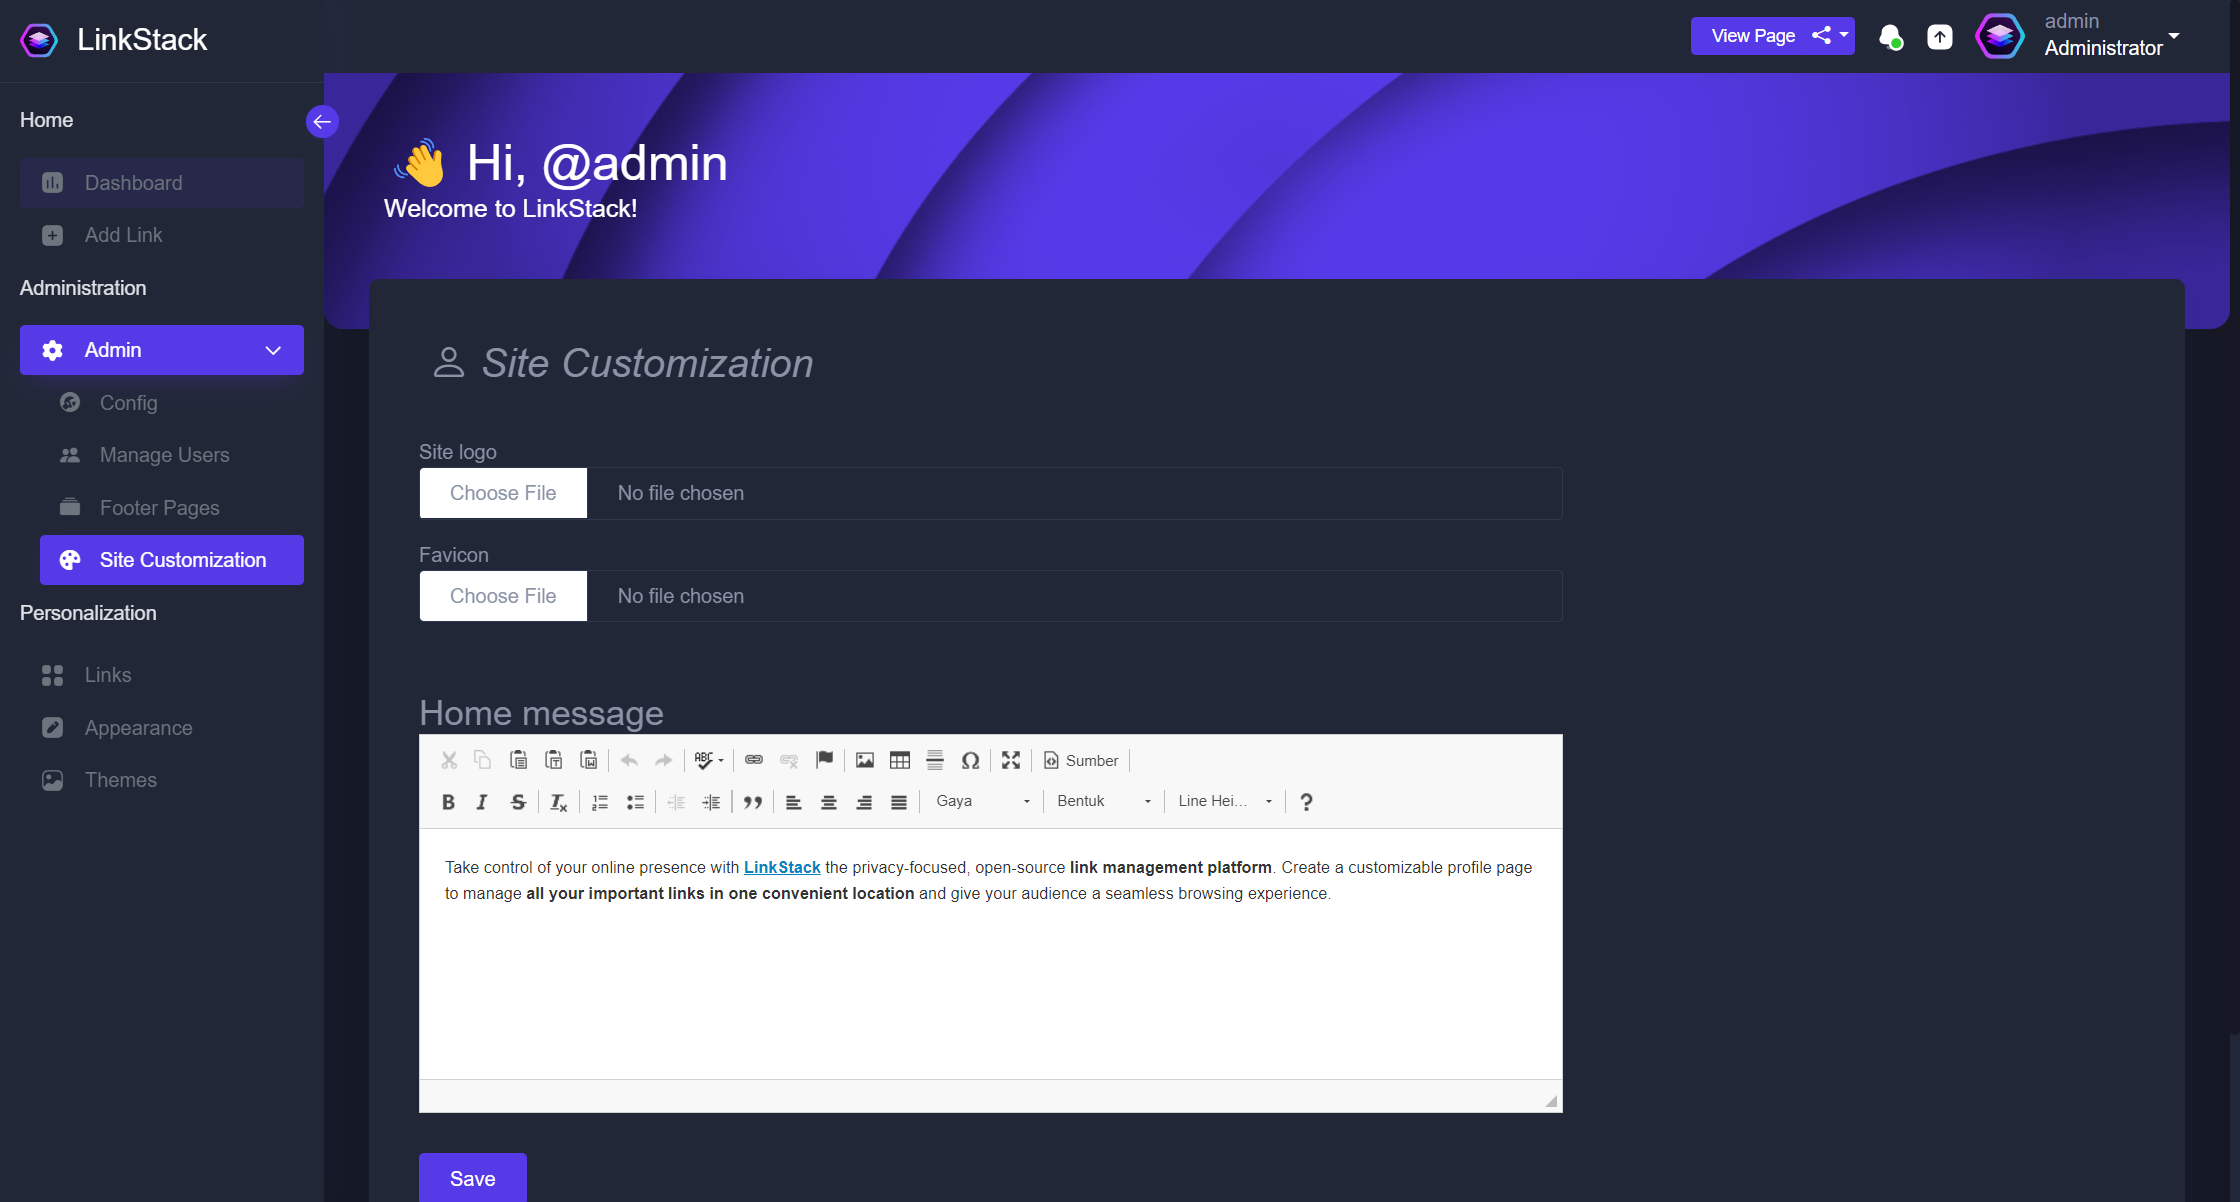 LinkStack
View Page
admin
Administrator
Home
Dashboard
Add Link
Administration
Admin
Config
Manage Users
Footer Pages
Site Customization
Personalization
Links
Appearance
Themes
Hi, @admin
Welcome to LinkStack!
Site Customization
Site logo
Choose File No file chosen
Favicon
Choose File No file chosen
Home message
Sumber
Gaya Bentuk Line Hei...
Take control of your online presence with LinkStack the privacy-focused, open-source link management platform. Create a customizable profile page
to manage all your important links in one convenient location and give your audience a seamless browsing experience.
Save